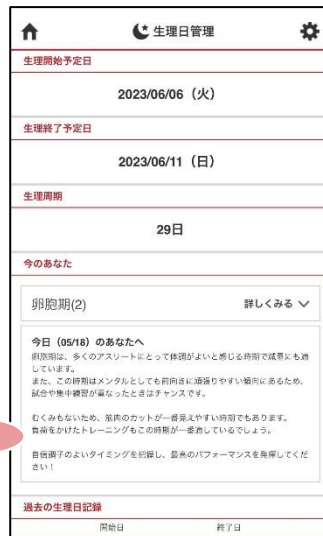 生理日管理
生理開始予定日
2023/06/06（火）
生理終了予定日
2023/06/11（日）
生理周期
29日
今のあなた
卵胞期(2)
詳しくみる
今日（05/18）のあなたへ
卵胞期は、多くのアスリートにとって体調がよいと感じる時期で減量にも適
しています。
また、この時期はメンタルとしても前向きに頑張りやすい傾向にあるため、
試合や集中練習が重なったときはチャンスです。
むくみもないため、筋肉のカットが一番見えやすい時期でもあります。
負荷をかけたトレーニングもこの時期が一番適しているでしょう。
自信調子のよいタイミングを把握し、最高のパフォーマンスを発揮してくだ
さい！
過去の生理日記録
開始日
終了日